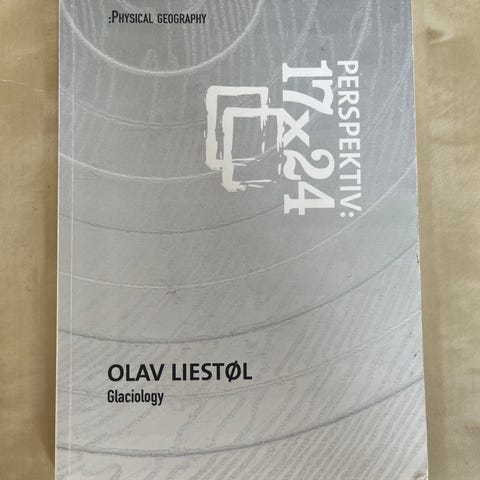 :PHYSICAL GEOGRAPHY
PERSPEKTIV:
17x24
OLAV LIESTØL
Glaciology